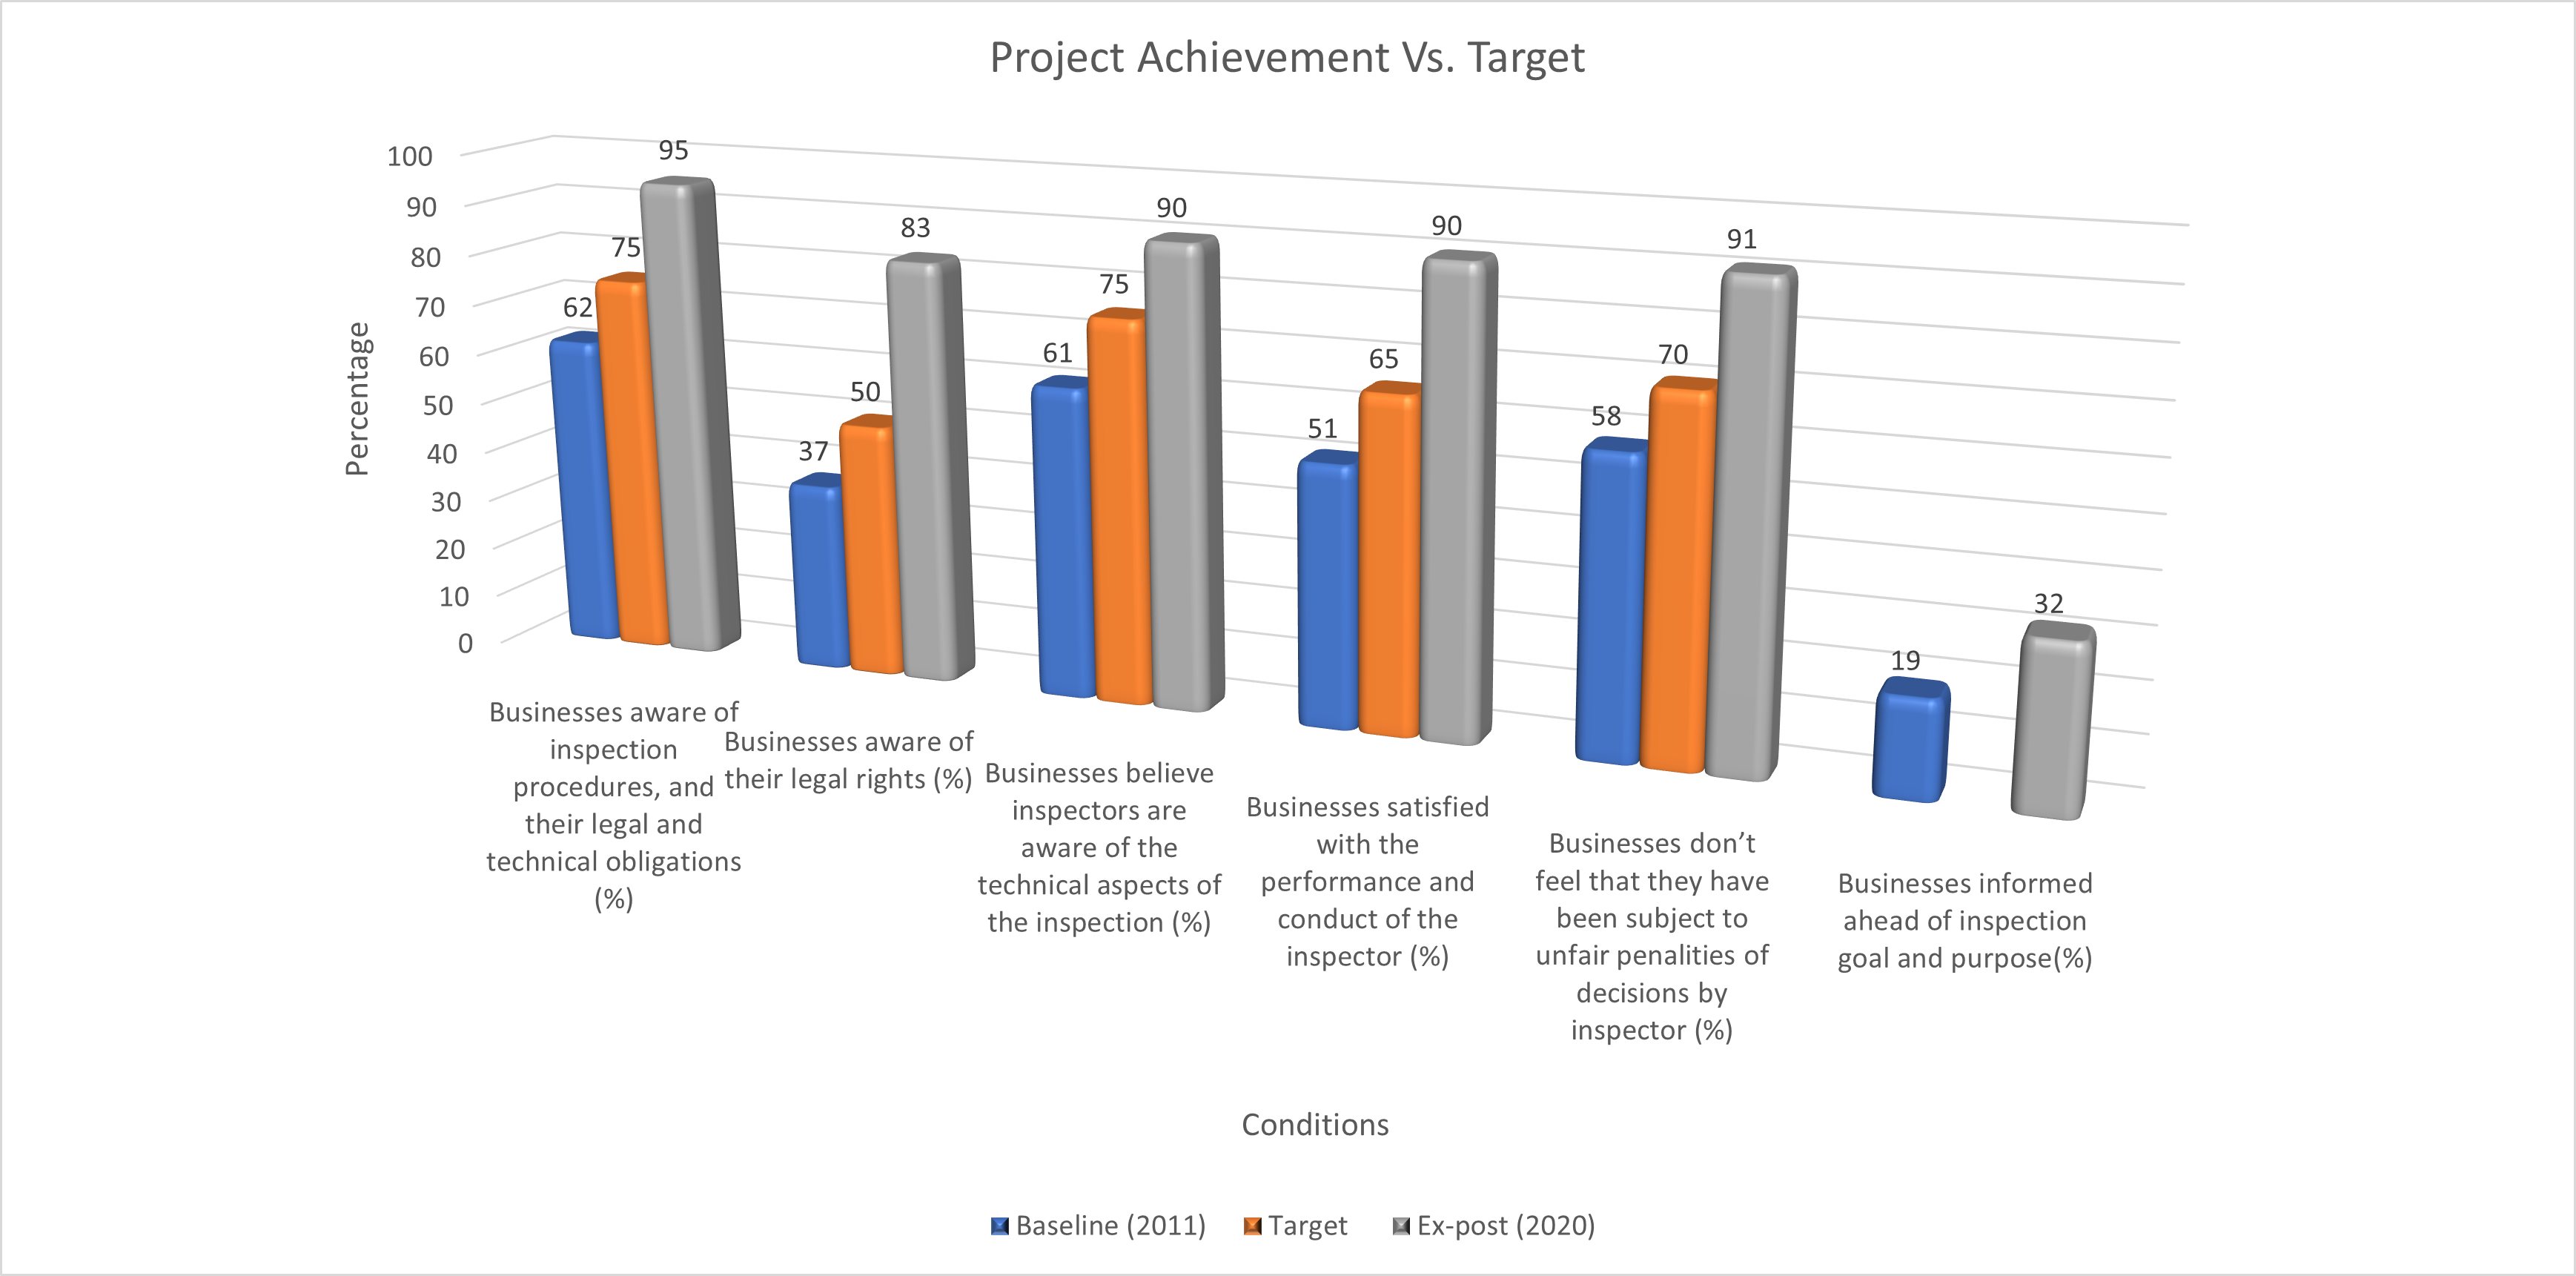 Project Achievement Vs. Target
Percentage
100
90
80
70
60
50
40
30
20
10
0
62
75
95
37
50
83
61
75
90
51
65
90
58
70
91
19
32
Businesses aware of
inspection
procedures, and
their legal and
technical obligations
(%)
Businesses aware of
their legal rights (%)
Businesses believe
inspectors are
aware of the
technical aspects of
the inspection (%)
Businesses satisfied
with the
performance and
conduct of the
inspector (%)
Businesses don’t
feel that they have
been subject to
unfair penalities of
decisions by
inspector (%)
Businesses informed
ahead of inspection
goal and purpose(%)
Conditions
Baseline (2011)
Target
Ex-post (2020)